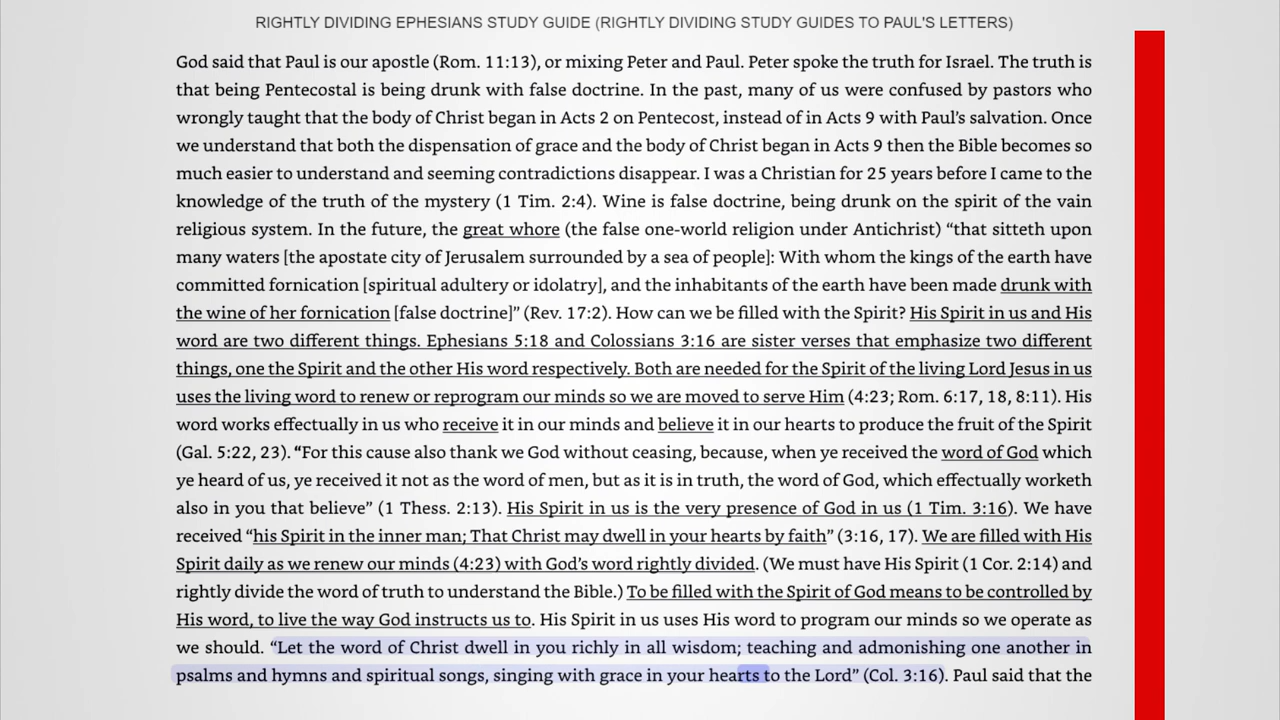 RIGHTLY DIVIDING EPHESIANS STUDY GUIDE (RIGHTLY DIVIDING STUDY GUIDES TO PAUL'S LETTERS)
God said that Paul is our apostle (Rom. 11:13), or mixing Peter and Paul. Peter spoke the truth for Israel. The truth is
that being Pentecostal is being drunk with false doctrine. In the past, many of us were confused by pastors who
wrongly taught that the body of Christ began in Acts 2 on Pentecost, instead of in Acts 9 with Paul’s salvation. Once
we understand that both the dispensation of grace and the body of Christ began in Acts 9 then the Bible becomes so
much easier to understand and seeming contradictions disappear. I was a Christian for 25 years before I came to the
knowledge of the truth of the mystery (1 Tim. 2:4). Wine is false doctrine, being drunk on the spirit of the vain
religious system. In the future, the great whore (the false one-world religion under Antichrist) “that sitteth upon
many waters [the apostate city of Jerusalem surrounded by a sea of people]: With whom the kings of the earth have
committed fornication [spiritual adultery or idolatry], and the inhabitants of the earth have been made drunk with
the wine of her fornication [false doctrine]” (Rev. 17:2). How can we be filled with the Spirit? His Spirit in us and His
word are two different things. Ephesians 5:18 and Colossians 3:16 are sister verses that emphasize two different
things, one the Spirit and the other His word respectively. Both are needed for the Spirit of the living Lord Jesus in us
uses the living word to renew or reprogram our minds so we are moved to serve Him (4:23; Rom. 6:17, 18, 8:11). His
word works effectually in us who receive it in our minds and believe it in our hearts to produce the fruit of the Spirit
(Gal. 5:22, 23). “For this cause also thank we God without ceasing, because, when ye received the word of God which
ye heard of us, ye received it not as the word of men, but as it is in truth, the word of God, which effectually worketh
also in you that believe” (1 Thess. 2:13). His Spirit in us is the very presence of God in us (1 Tim. 3:16). We have
received “his Spirit in the inner man; That Christ may dwell in your hearts by faith” (3:16, 17). We are filled with His
Spirit daily as we renew our minds (4:23) with God’s word rightly divided. (We must have His Spirit (1 Cor. 2:14) and
rightly divide the word of truth to understand the Bible.) To be filled with the Spirit of God means to be controlled by
His word, to live the way God instructs us to. His Spirit in us uses His word to program our minds so we operate as
we should. “Let the word of Christ dwell in you richly in all wisdom; teaching and admonishing one another in
psalms and hymns and spiritual songs, singing with grace in your hearts to the Lord” (Col. 3:16). Paul said that the